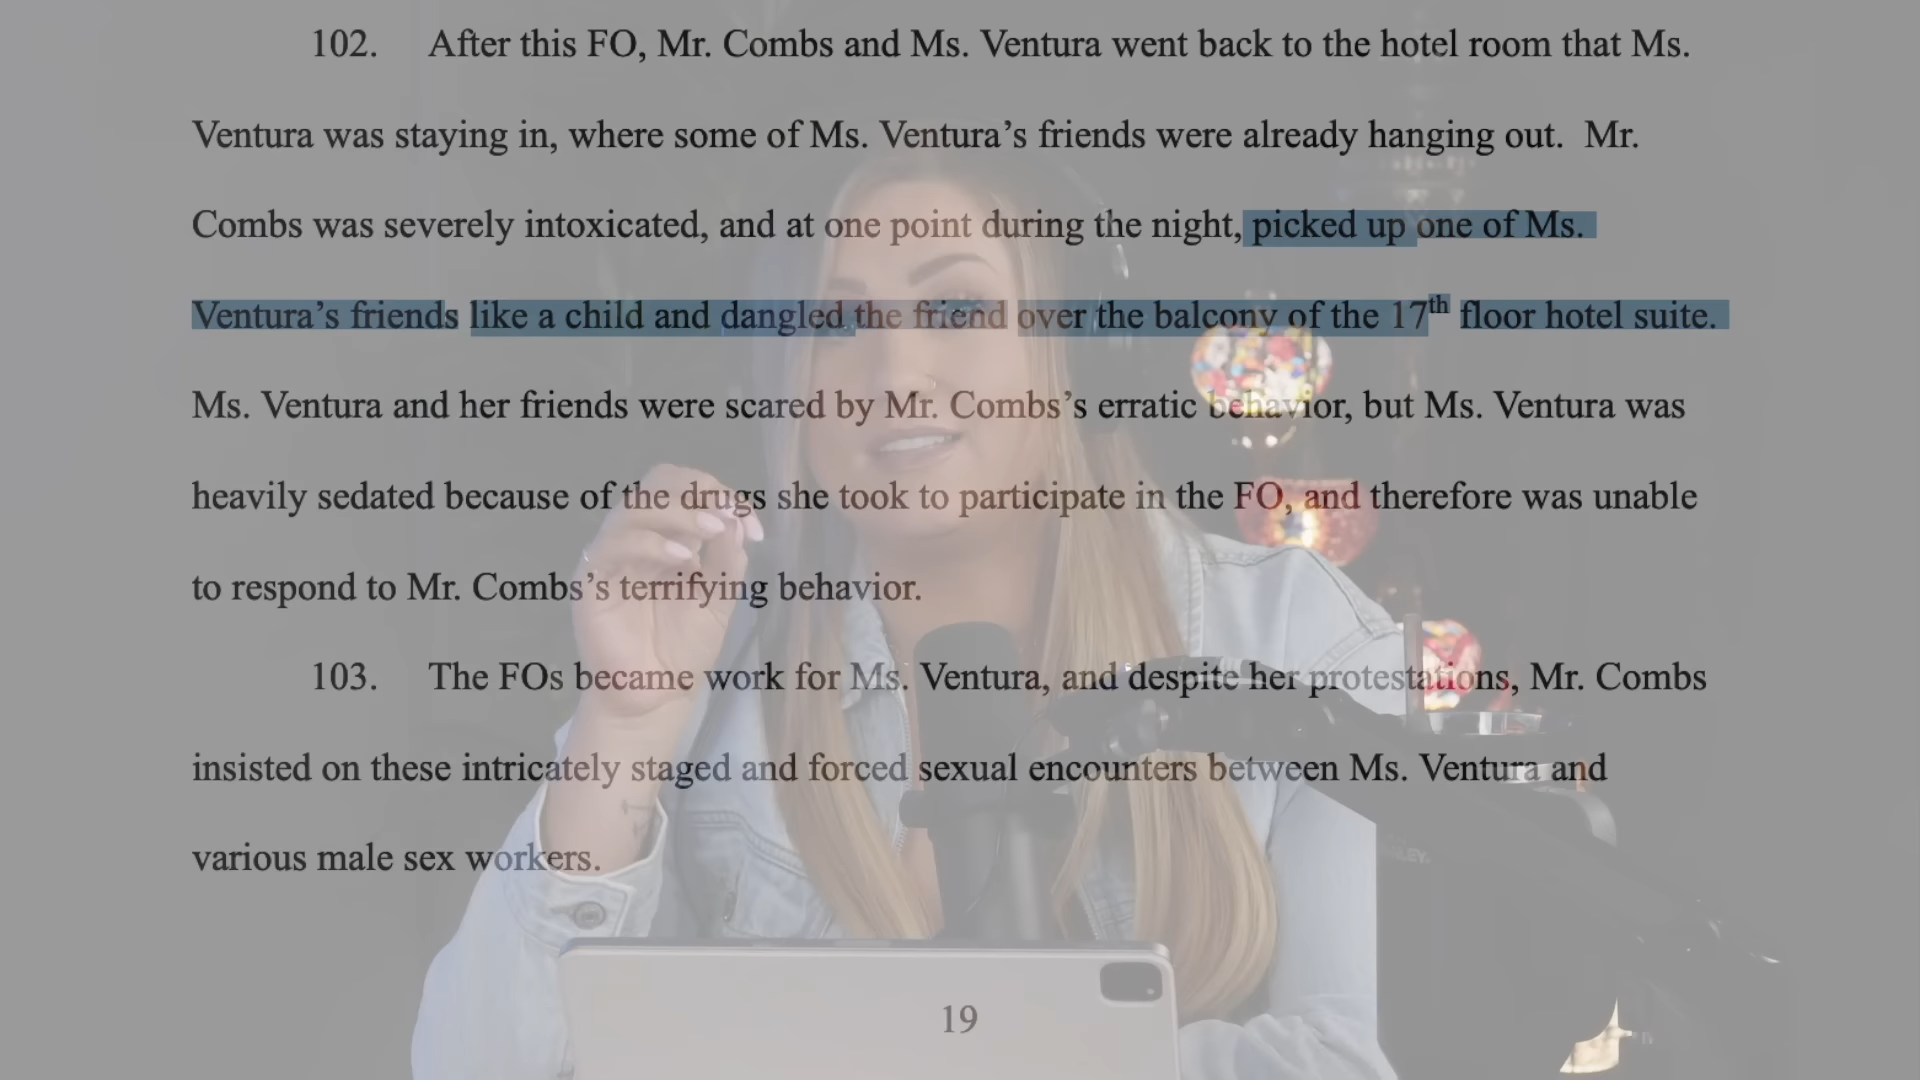 102. After this FO, Mr. Combs and Ms. Ventura went back to the hotel room that Ms.
Ventura was staying in, where some of Ms. Ventura’s friends were already hanging out. Mr.
Combs was severely intoxicated, and at one point during the night, picked up one of Ms.
Ventura’s friends like a child and dangled the friend over the balcony of the 17th floor hotel suite.
Ms. Ventura and her friends were scared by Mr. Combs’s erratic behavior, but Ms. Ventura was
heavily sedated because of the drugs she took to participate in the FO, and therefore was unable
to respond to Mr. Combs’s terrifying behavior.
103. The FOs became work for Ms. Ventura, and despite her protestations, Mr. Combs
insisted on these intricately staged and forced sexual encounters between Ms. Ventura and
various male sex workers.
19